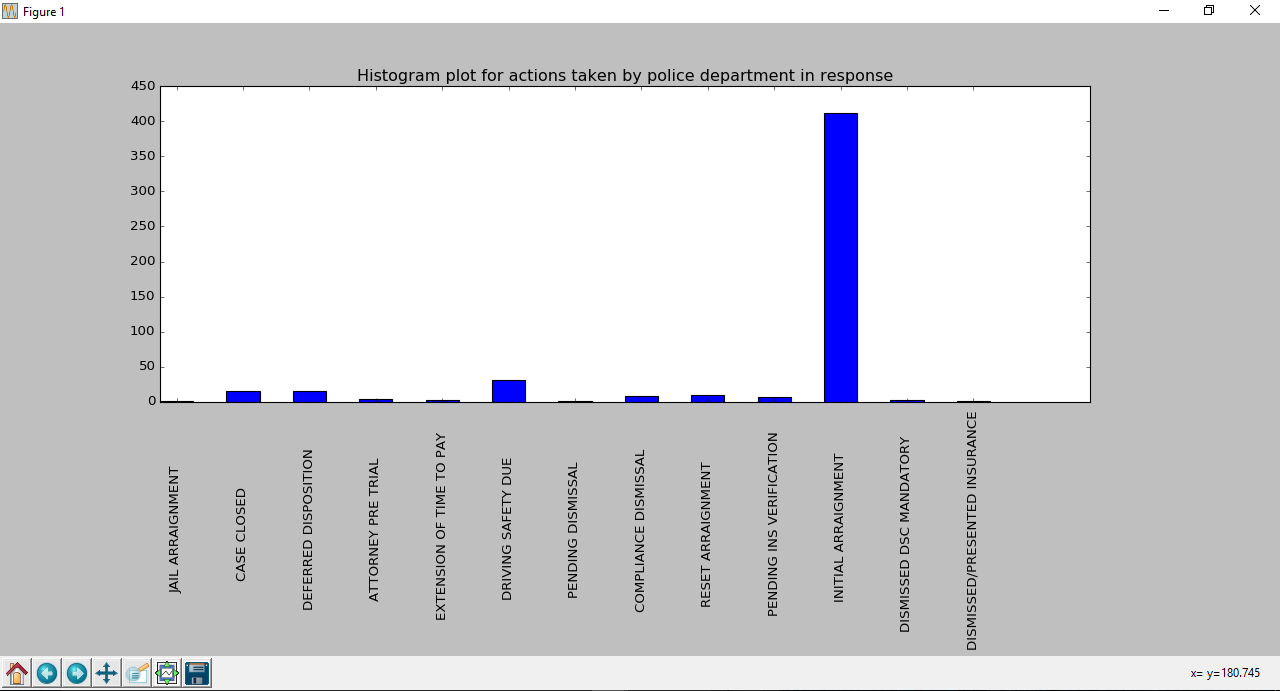 Figure 1
Histogram plot for actions taken by police department in response
450
400
350
300
250
200
150
100
50
0
JAIL ARRAIGNMENT
CASE CLOSED
DEFERRED DISPOSITION
ATTORNEY PRE TRIAL
EXTENSION OF TIME TO PAY
DRIVING SAFETY DUE
PENDING DISMISSAL
COMPLIANCE DISMISSAL
RESET ARRAIGNMENT
PENDING INS VERIFICATION
INITIAL ARRAIGNMENT
DISMISSED DSC MANDATORY
DISMISSED/PRESENTED INSURANCE
x= y=180.745